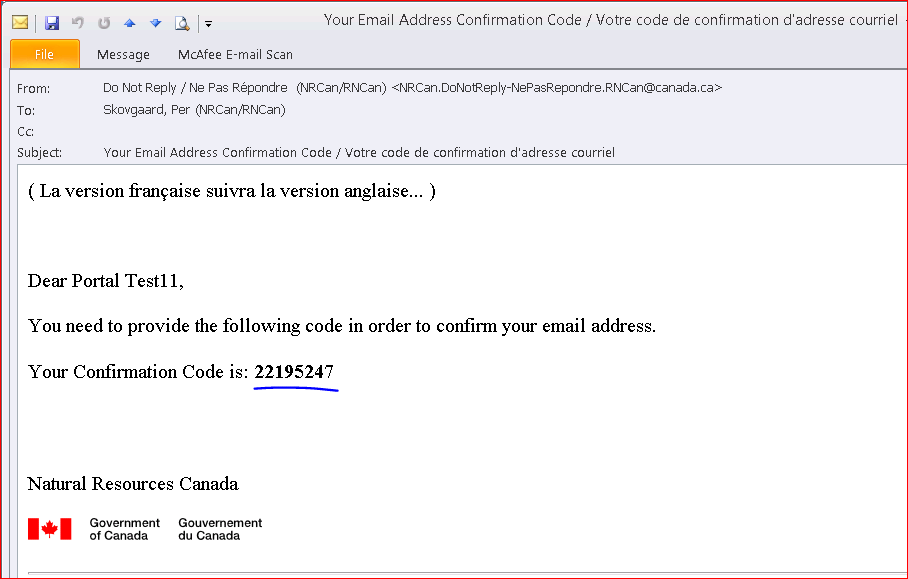 Your Email Address Confirmation Code / Votre code de confirmation d'adresse courriel -
File Message McAfee E-mail Scan
From: Do Not Reply / Ne Pas Répondre (NRCan/RNCan) <NRCan.DoNotReply-NePasRepondre.RNCan@canada.ca>
To: Skovgaard, Per (NRCan/RNCan)
Cc:
Subject: Your Email Address Confirmation Code / Votre code de confirmation d'adresse courriel
( La version française suivra la version anglaise... )
Dear Portal Test11,
You need to provide the following code in order to confirm your email address.
Your Confirmation Code is: 22195247
Natural Resources Canada
Government Gouvernement
of Canada du Canada